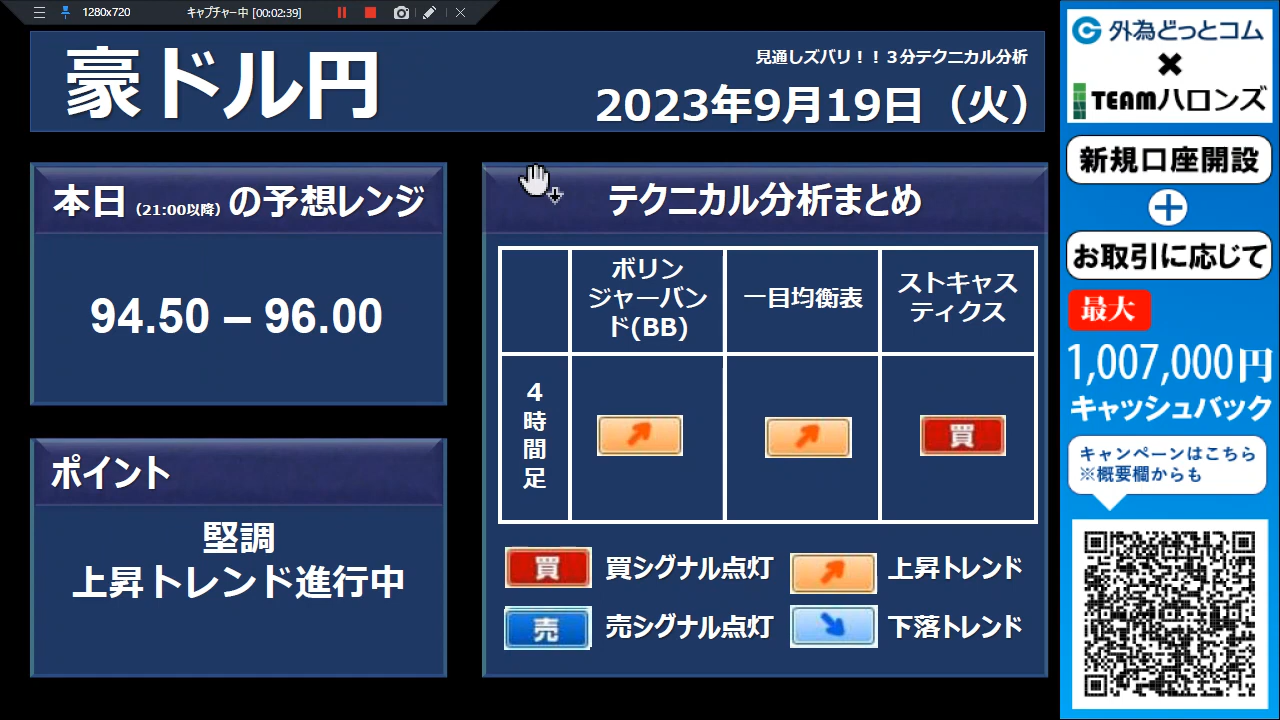 1280x720
キャプチャー中 [00:02:39]
豪ドル円
見通しズバリ！！３分テクニカル分析
2023年9月19日（火）
本日（21:00以降）の予想レンジ
94.50 – 96.00
ポイント
堅調
上昇トレンド進行中
テクニカル分析まとめ
ボリン
ジャーバン
ド(BB)
一目均衡表
ストキャス
ティクス
4
時
間
足
買
買
買シグナル点灯
上昇トレンド
売
売シグナル点灯
下落トレンド
外為どっとコム
×
TEAMハロンズ
新規口座開設
+
お取引に応じて
最大
1,007,000円
キャッシュバック
キャンペーンはこちら
※概要欄からも